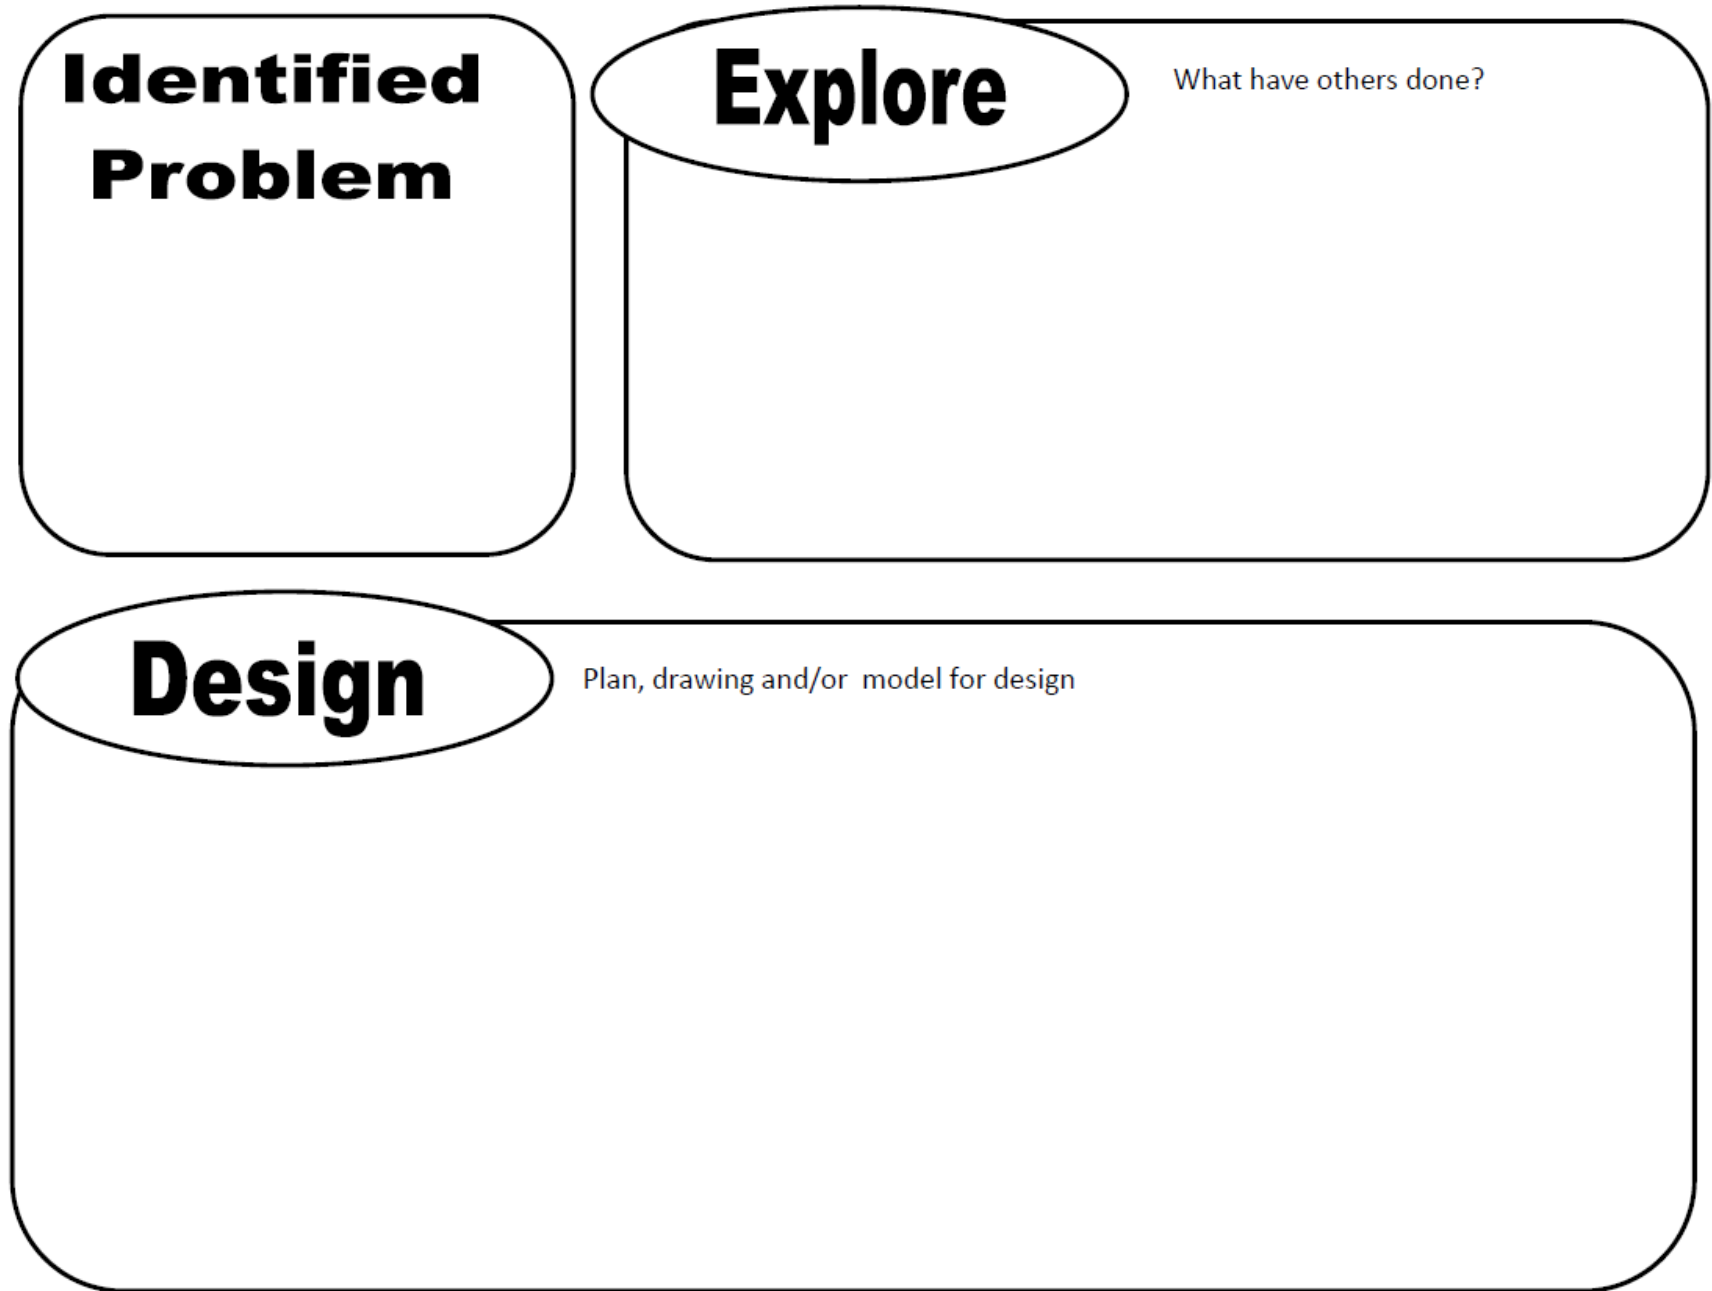 Identified
Problem
Explore
What have others done?
Design
Plan, drawing and/or  model for design